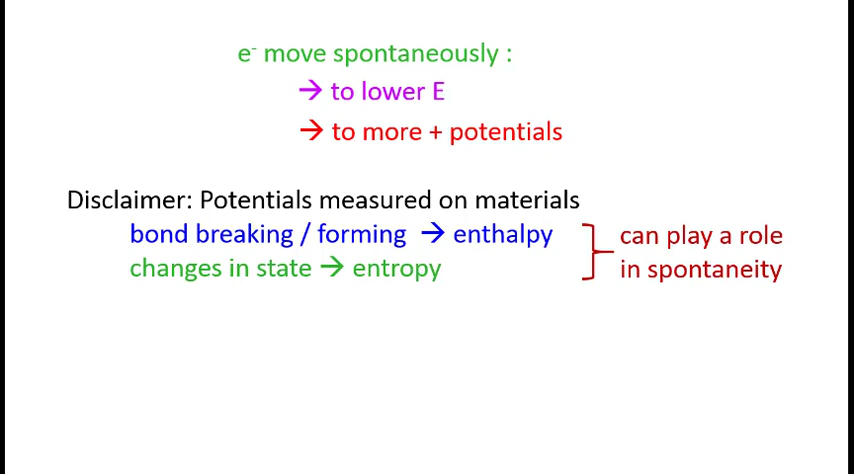 e⁻ move spontaneously :
→ to lower E
→ to more + potentials
Disclaimer: Potentials measured on materials
bond breaking / forming → enthalpy
changes in state → entropy
can play a role
in spontaneity